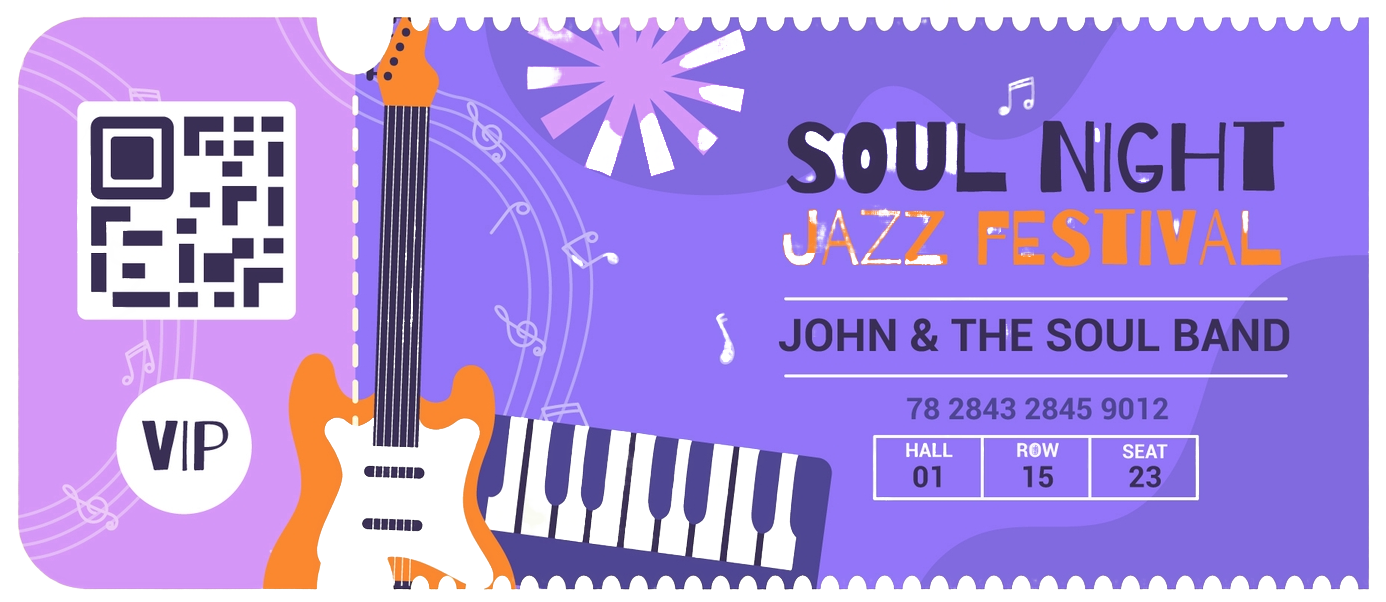 VIP
SOUL NIGHT
JAZZ FESTIVAL
JOHN & THE SOUL BAND
78 2843 2845 9012
HALL ROW SEAT
01 15 23